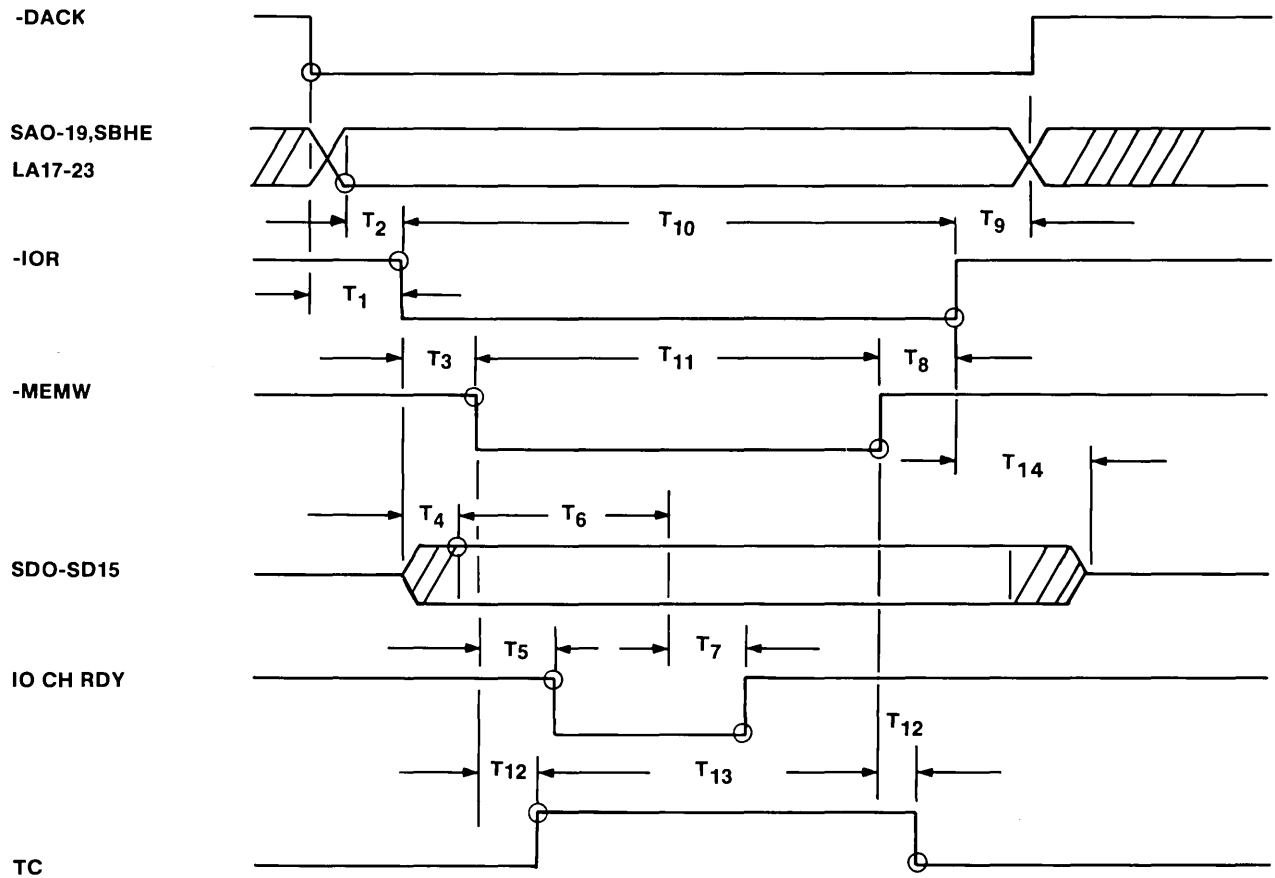 -DACK
SAO-19,SBHE
LA17-23
T2 T10 T9
-IOR
T1
T3 T11 T8
-MEMW
T14
T4 T6
SDO-SD15
T5 T7
IO CH RDY
T12
T12 T13
TC